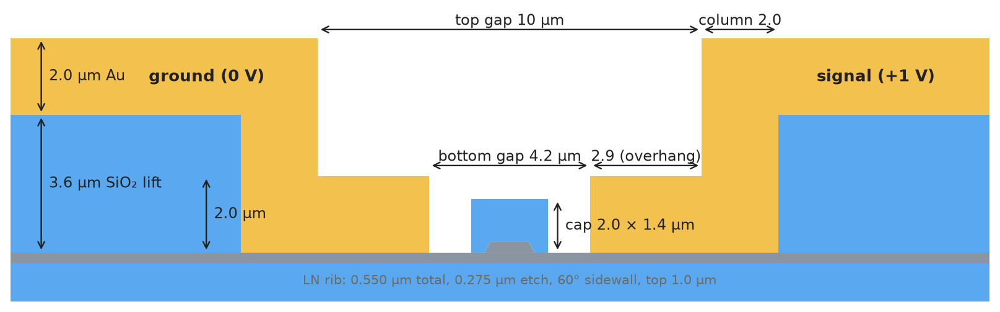 top gap 10 µm
column 2.0
2.0 µm Au
ground (0 V)
signal (+1 V)
bottom gap 4.2 µm
2.9 (overhang)
3.6 µm SiO₂ lift
2.0 µm
cap 2.0 × 1.4 µm
LN rib: 0.550 µm total, 0.275 µm etch, 60° sidewall, top 1.0 µm